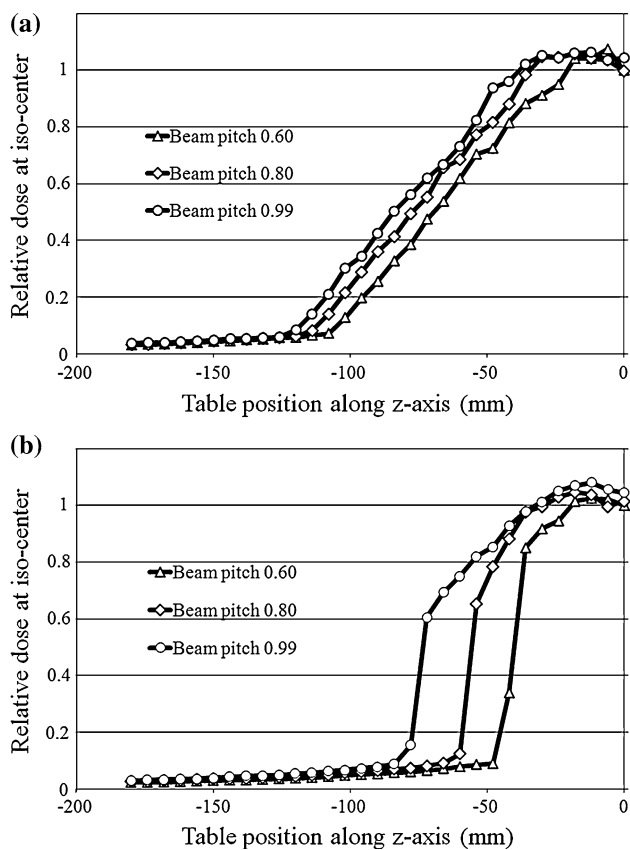 (a)
Relative dose at iso-center
1
0.8
0.6
0.4
0.2
0
Beam pitch 0.60
Beam pitch 0.80
Beam pitch 0.99
-200
-150
-100
-50
0
Table position along z-axis (mm)
(b)
Relative dose at iso-center
1
0.8
0.6
0.4
0.2
0
Beam pitch 0.60
Beam pitch 0.80
Beam pitch 0.99
-200
-150
-100
-50
0
Table position along z-axis (mm)